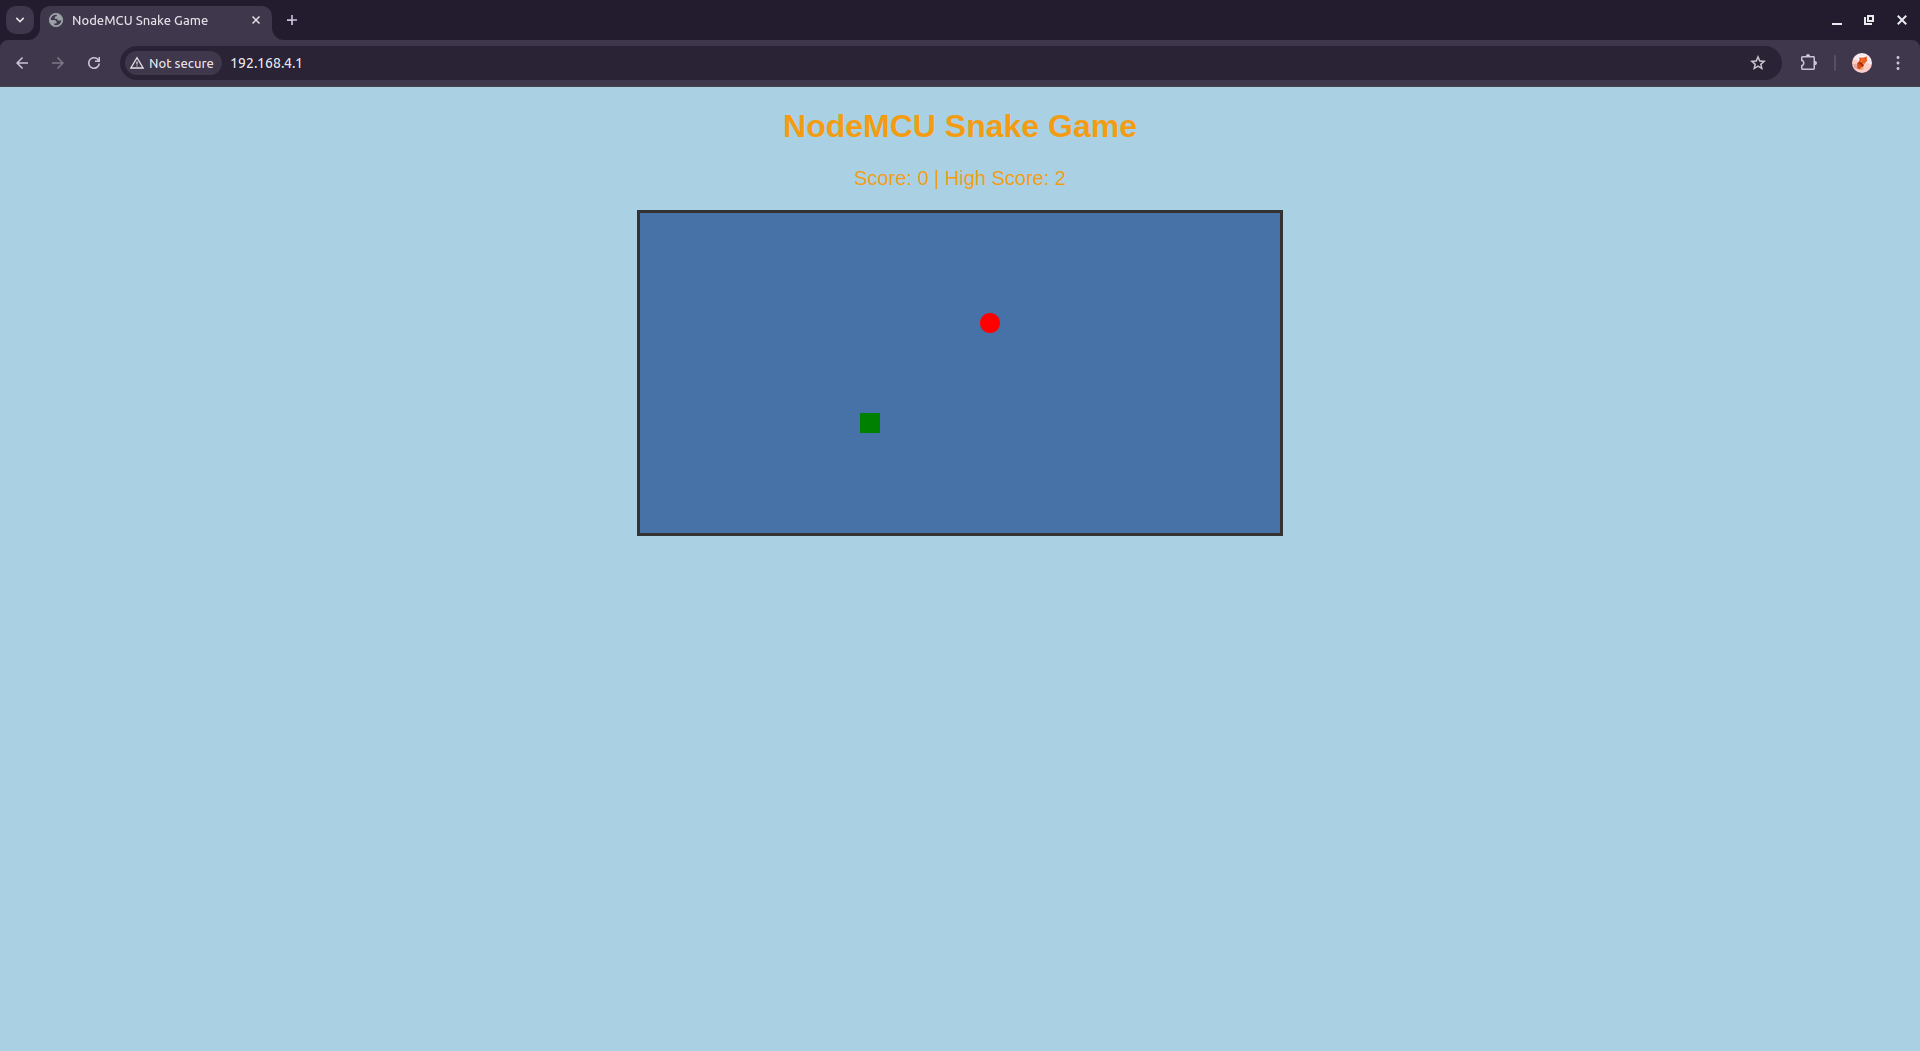 NodeMCU Snake Game
Not secure 192.168.4.1
NodeMCU Snake Game
Score: 0 | High Score: 2